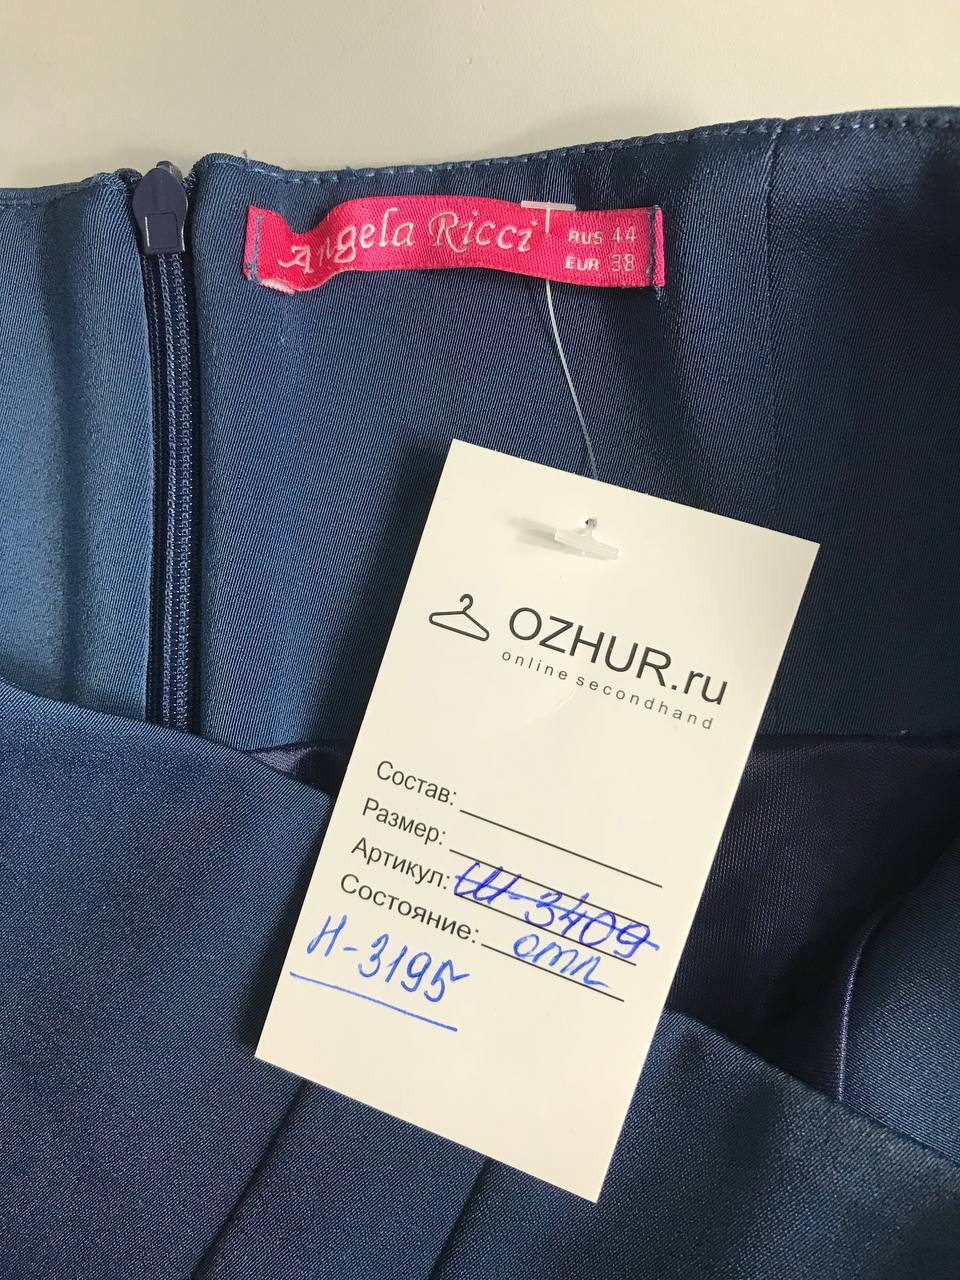 Angela Ricci
RUS 44
EUR 38
OZHUR.ru
online secondhand
Состав:
Размер:
Артикул: Ш-3409
Состояние: отл
Н-3195